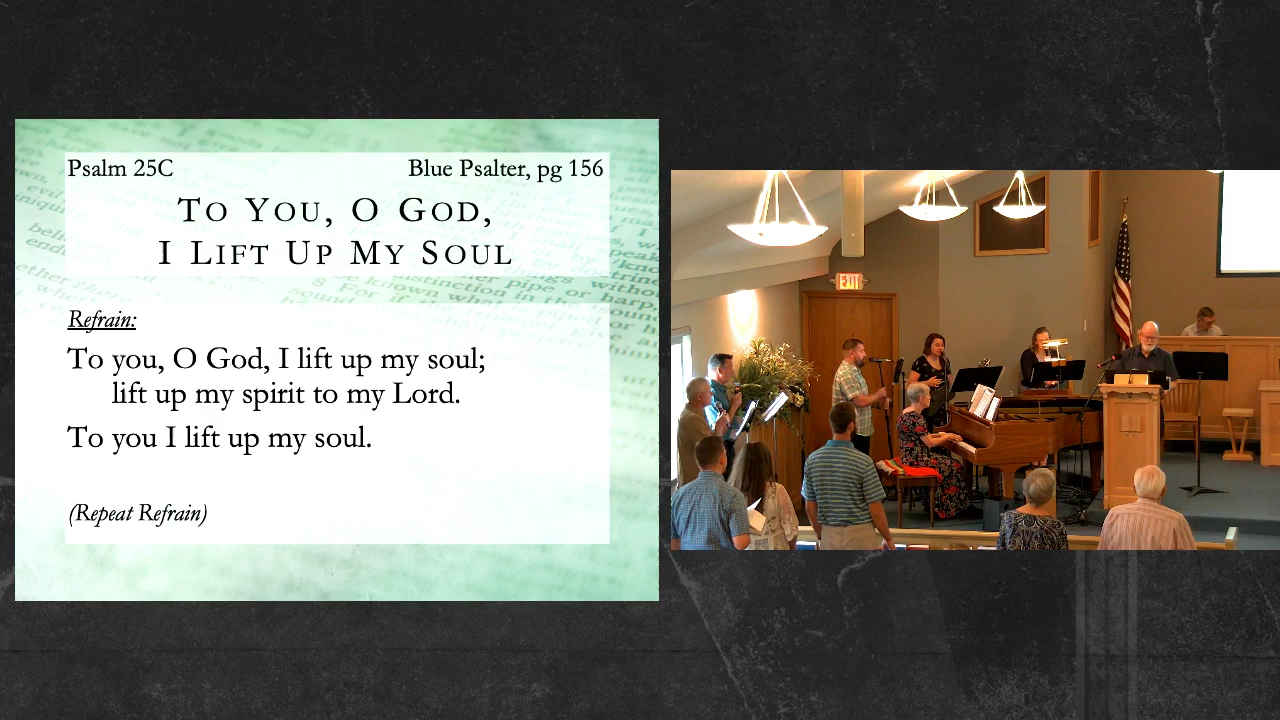 Psalm 25C
Blue Psalter, pg 156
TO YOU, O GOD,
I LIFT UP MY SOUL
Refrain:
To you, O God, I lift up my soul;
lift up my spirit to my Lord.
To you I lift up my soul.
(Repeat Refrain)
EXIT